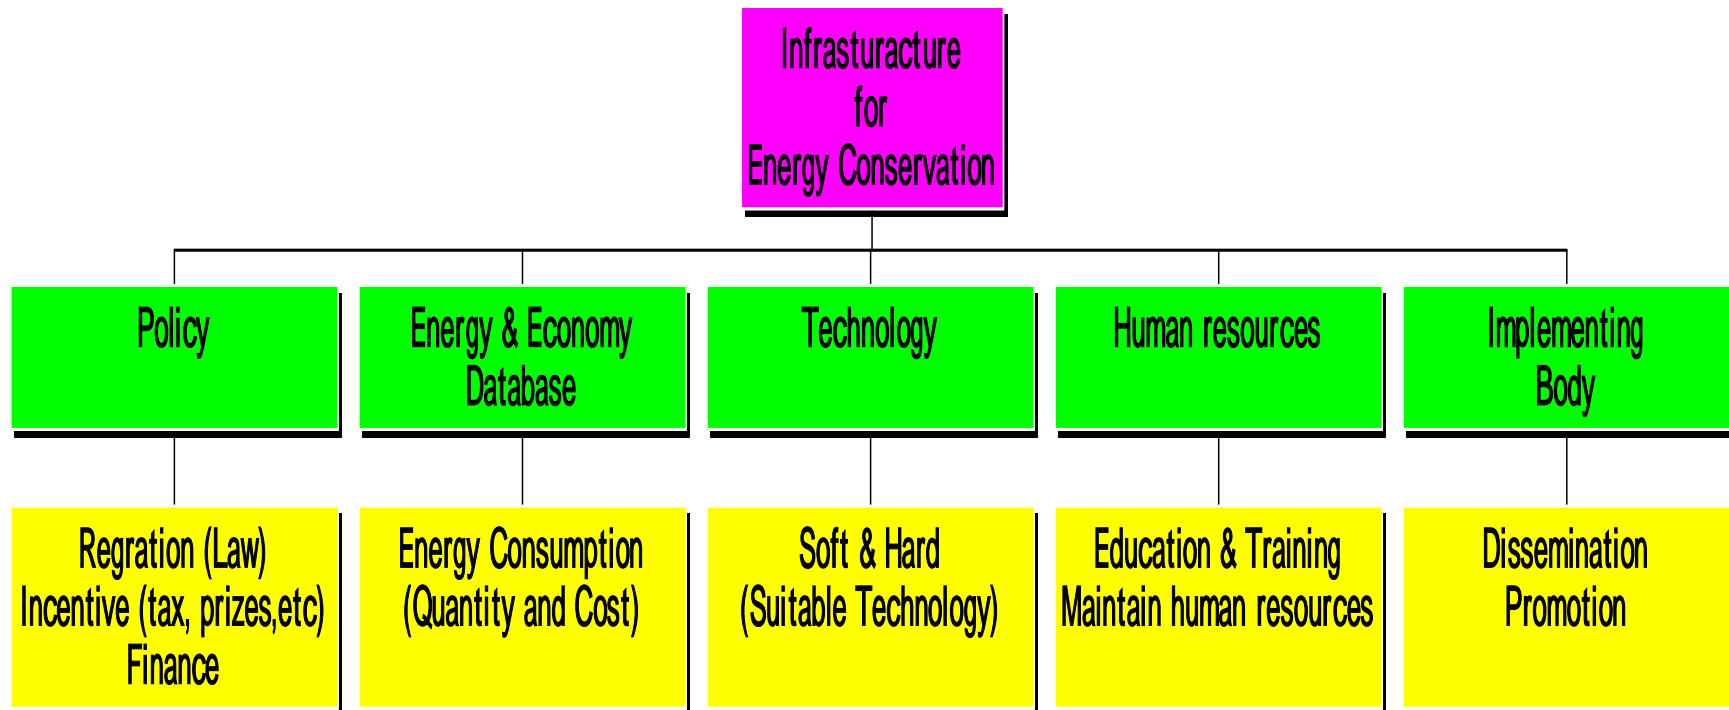 Infrasturacture
for
Energy Conservation
Policy
Energy & Economy
Database
Technology
Human resources
Implementing
Body
Regration (Law)
Incentive (tax, prizes,etc)
Finance
Energy Consumption
(Quantity and Cost)
Soft & Hard
(Suitable Technology)
Education & Training
Maintain human resources
Dissemination
Promotion